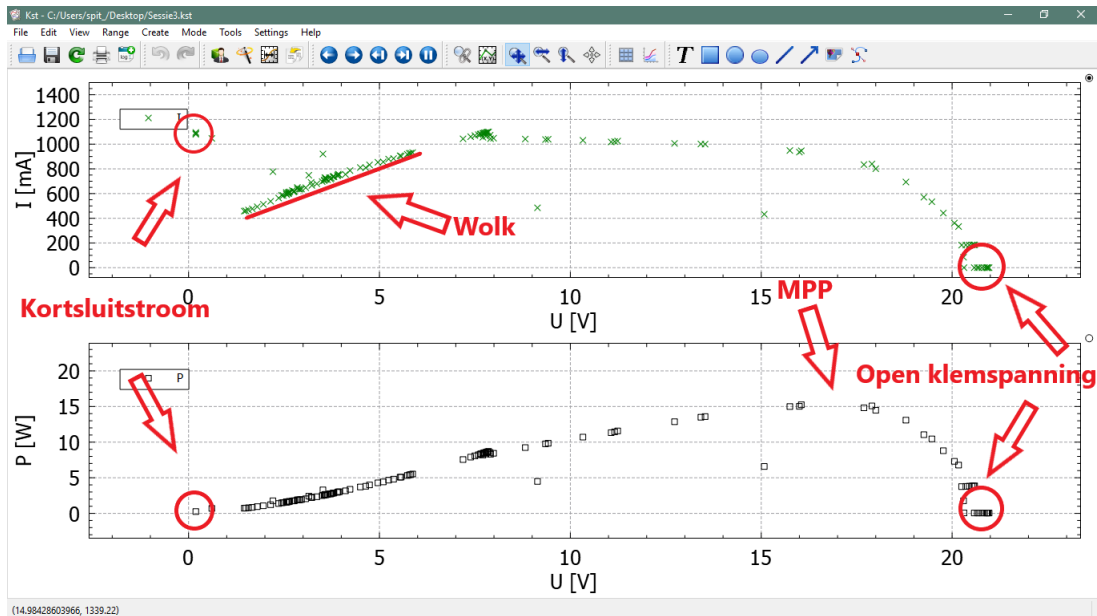 Kst - C:/Users/spit_/Desktop/Sessie3.kst
File Edit View Range Create Mode Tools Settings Help
T
1400
1200
1000
800
600
400
200
0
I [mA]
I
Wolk
0 5 10 15 20
U [V]
Kortsluitstroom
MPP
Open klemspanning
20
15
10
5
0
P [W]
P
0 5 10 15 20
U [V]
(14.98428603966, 1339.22)